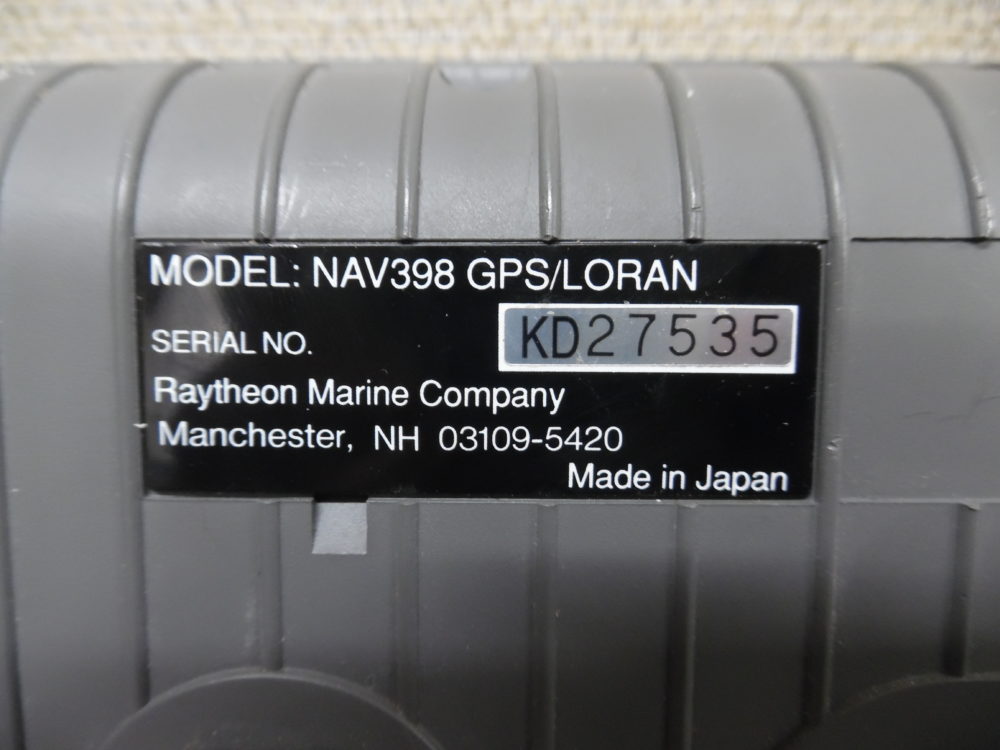 MODEL: NAV398 GPS/LORAN
SERIAL NO. KD27535
Raytheon Marine Company
Manchester, NH 03109-5420
Made in Japan